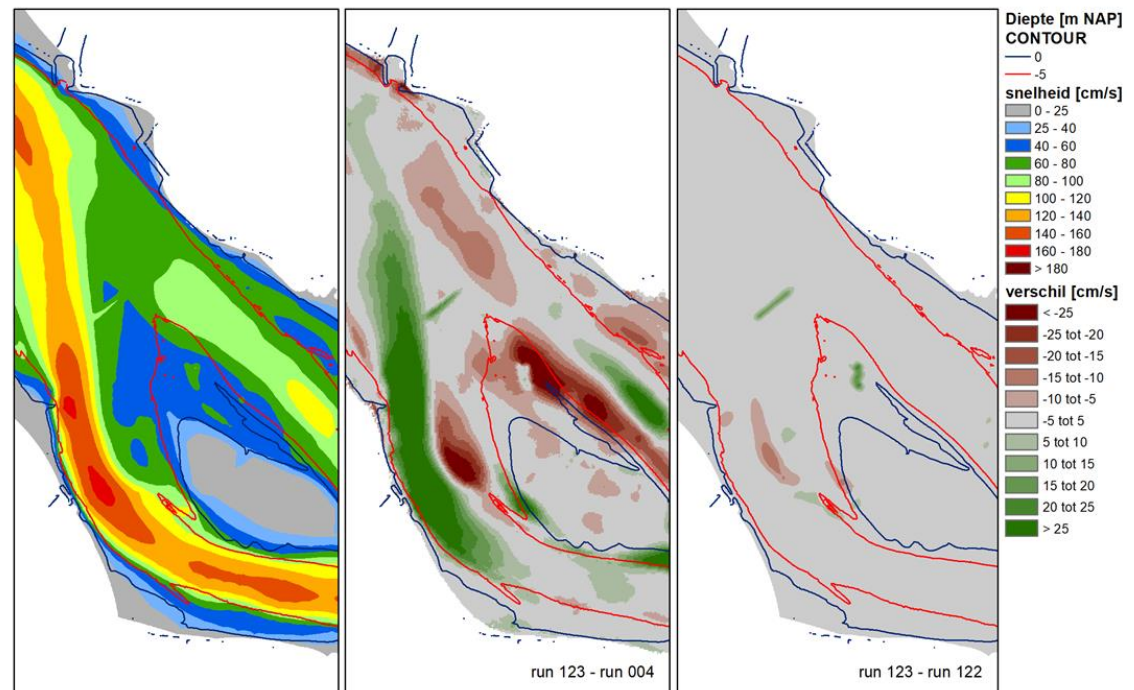 Diepte [m NAP]
CONTOUR
0
-5
snelheid [cm/s]
0 - 25
25 - 40
40 - 60
60 - 80
80 - 100
100 - 120
120 - 140
140 - 160
160 - 180
> 180
verschil [cm/s]
< -25
-25 tot -20
-20 tot -15
-15 tot -10
-10 tot -5
-5 tot 5
5 tot 10
10 tot 15
15 tot 20
20 tot 25
> 25
run 123 - run 004
run 123 - run 122